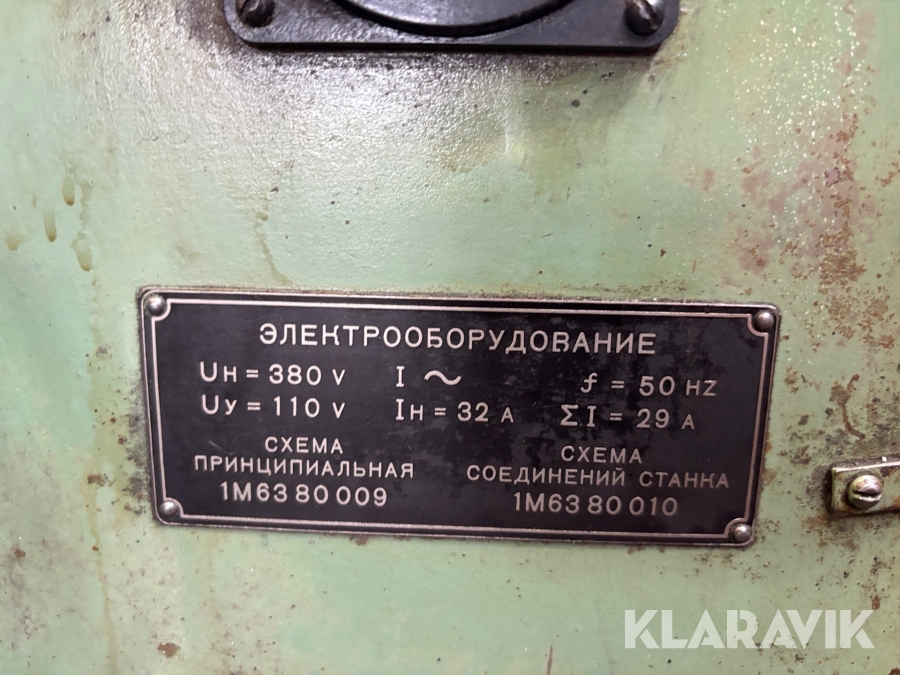 ЭЛЕКТРООБОРУДОВАНИЕ
Uн = 380 V I ~ f = 50 HZ
Uу = 110 V Iн = 32 А ΣI = 29 А
СХЕМА
ПРИНЦИПИАЛЬНАЯ
1М63 80 009
СХЕМА
СОЕДИНЕНИЙ СТАНКА
1М63 80 010
KLARAVIK